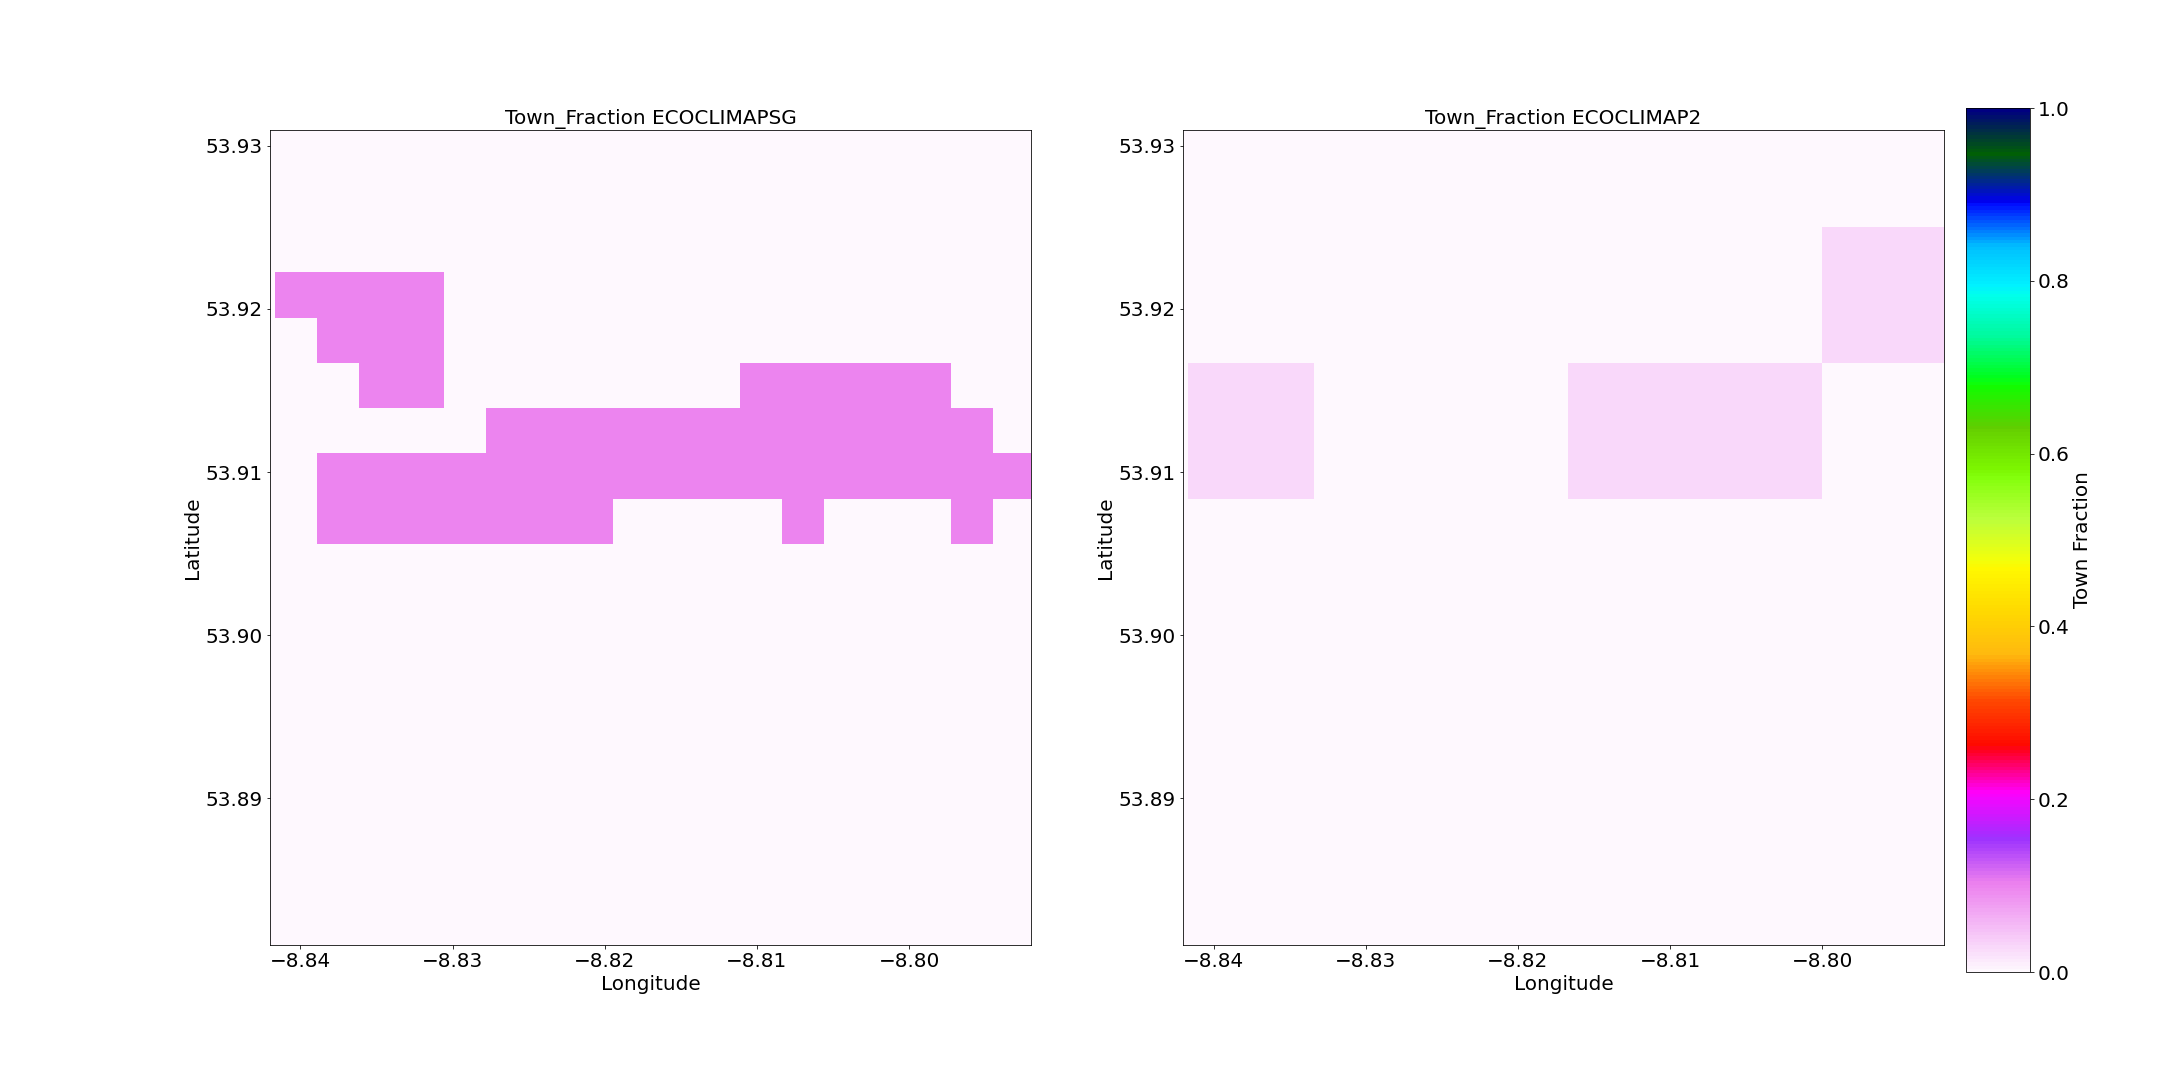 Town_Fraction ECOCLIMAPSG
53.93
53.92
53.91
53.90
53.89
Latitude
−8.84 −8.83 −8.82 −8.81 −8.80
Longitude
Town_Fraction ECOCLIMAP2
53.93
53.92
53.91
53.90
53.89
Latitude
−8.84 −8.83 −8.82 −8.81 −8.80
Longitude
1.0
0.8
0.6
0.4
0.2
0.0
Town Fraction